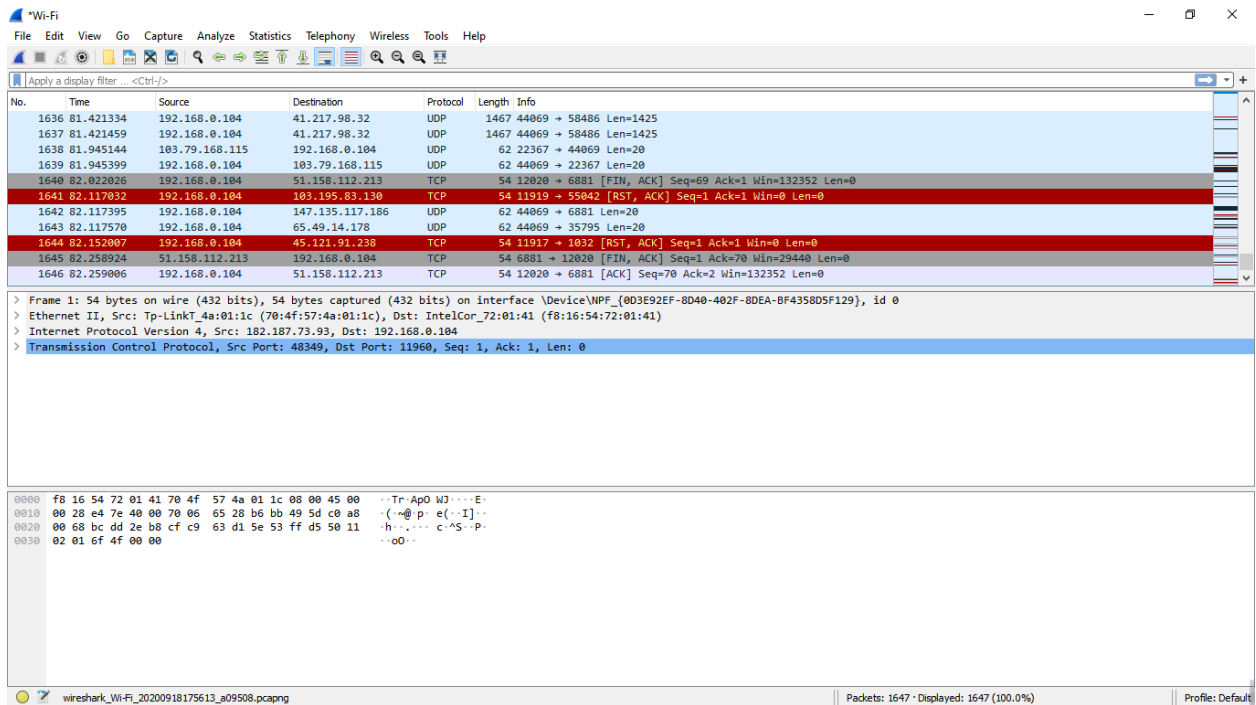 *Wi-Fi
File Edit View Go Capture Analyze Statistics Telephony Wireless Tools Help
Apply a display filter ... <Ctrl-/>
No. Time Source Destination Protocol Length Info
1636 81.421334 192.168.0.104 41.217.98.32 UDP 1467 44069 → 58486 Len=1425
1637 81.421459 192.168.0.104 41.217.98.32 UDP 1467 44069 → 58486 Len=1425
1638 81.945144 103.79.168.115 192.168.0.104 UDP 62 22367 → 44069 Len=20
1639 81.945399 192.168.0.104 103.79.168.115 UDP 62 44069 → 22367 Len=20
1640 82.022026 192.168.0.104 51.158.112.213 TCP 54 12020 → 6881 [FIN, ACK] Seq=69 Ack=1 Win=132352 Len=0
1641 82.117032 192.168.0.104 103.195.83.130 TCP 54 11919 → 55042 [RST, ACK] Seq=1 Ack=1 Win=0 Len=0
1642 82.117395 192.168.0.104 147.135.117.186 UDP 62 44069 → 6881 Len=20
1643 82.117570 192.168.0.104 65.49.14.178 UDP 62 44069 → 35795 Len=20
1644 82.152007 192.168.0.104 45.121.91.238 TCP 54 11917 → 1032 [RST, ACK] Seq=1 Ack=1 Win=0 Len=0
1645 82.258924 51.158.112.213 192.168.0.104 TCP 54 6881 → 12020 [FIN, ACK] Seq=1 Ack=70 Win=29440 Len=0
1646 82.259006 192.168.0.104 51.158.112.213 TCP 54 12020 → 6881 [ACK] Seq=70 Ack=2 Win=132352 Len=0
> Frame 1: 54 bytes on wire (432 bits), 54 bytes captured (432 bits) on interface \Device\NPF_{0D3E92EF-8D40-402F-8DEA-BF4358D5F129}, id 0
> Ethernet II, Src: Tp-LinkT_4a:01:1c (70:4f:57:4a:01:1c), Dst: IntelCor_72:01:41 (f8:16:54:72:01:41)
> Internet Protocol Version 4, Src: 182.187.73.93, Dst: 192.168.0.104
> Transmission Control Protocol, Src Port: 48349, Dst Port: 11960, Seq: 1, Ack: 1, Len: 0
0000 f8 16 54 72 01 41 70 4f 57 4a 01 1c 08 00 45 00 ··Tr·ApO WJ····E·
0010 00 28 e4 7e 40 00 70 06 65 28 b6 bb 49 5d c0 a8 ·(·~@·p· e(··I]··
0020 00 68 bc dd 2e b8 cf c9 63 d1 5e 53 ff d5 50 11 ·h··.··· c·^S··P·
0030 02 01 6f 4f 00 00 ··oO··
wireshark_Wi-Fi_20200918175613_a09508.pcapng Packets: 1647 · Displayed: 1647 (100.0%) Profile: Default